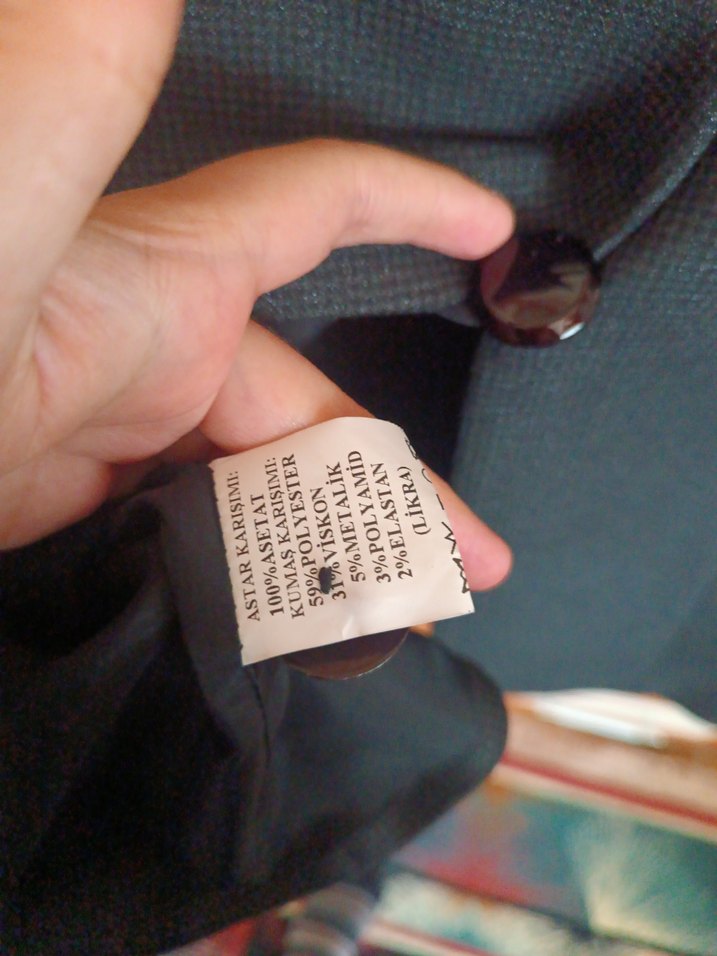 ASTAR KARIŞIMI:
100%ASETAT
KUMAŞ KARIŞIMI:
59%POLYESTER
31%VİSKON
5%METALİK
3%POLYAMİD
2%ELASTAN
(LİKRA)